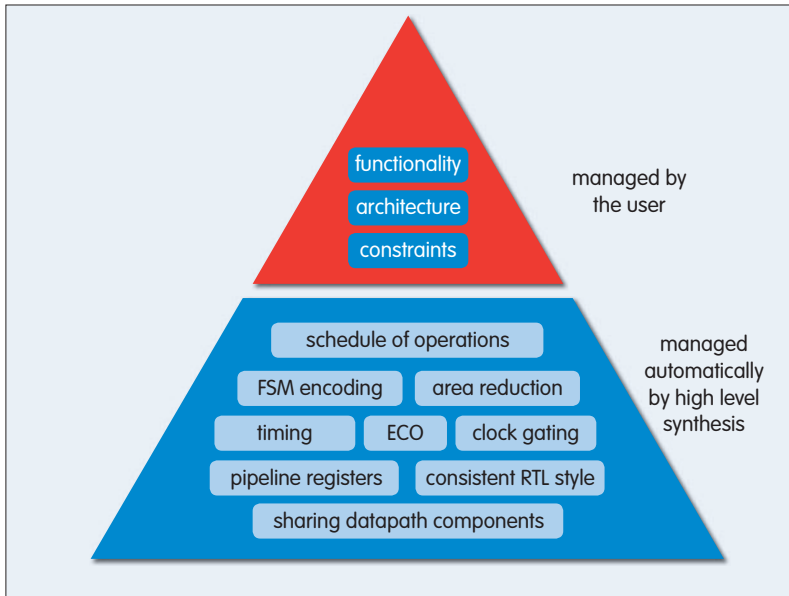 functionality
architecture
constraints
managed by
the user
schedule of operations
FSM encoding
area reduction
timing
ECO
clock gating
pipeline registers
consistent RTL style
sharing datapath components
managed
automatically
by high level
synthesis